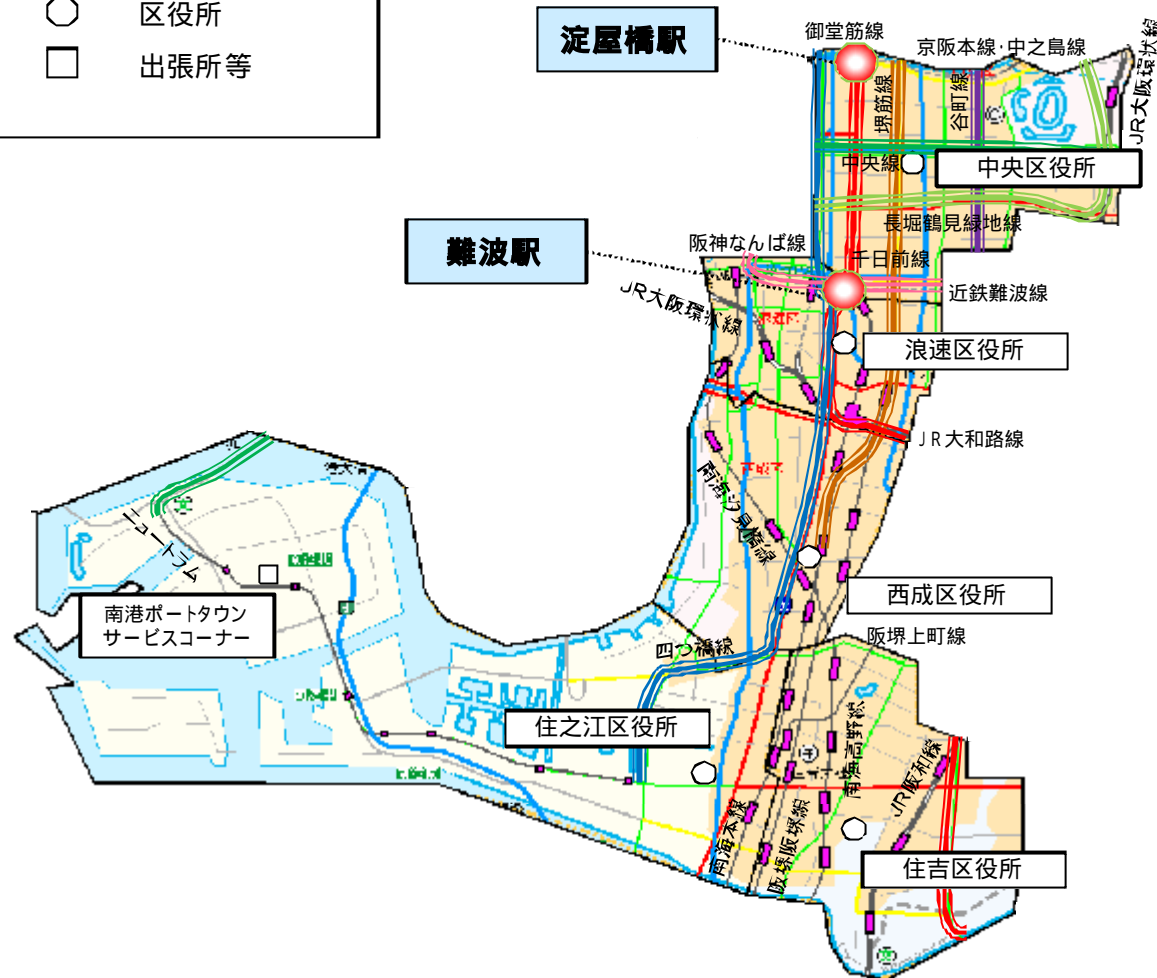 区役所
出張所等
淀屋橋駅
御堂筋線
京阪本線・中之島線
JR大阪環状線
堺筋線
谷町線
中央線
中央区役所
長堀鶴見緑地線
難波駅
阪神なんば線
千日前線
近鉄難波線
JR大阪環状線
浪速区役所
JR大和路線
南海汐見橋線
ニュートラム
南港ポートタウン
サービスコーナー
西成区役所
阪堺上町線
四つ橋線
住之江区役所
南海高野線
JR阪和線
南海本線
阪堺阪堺線
住吉区役所